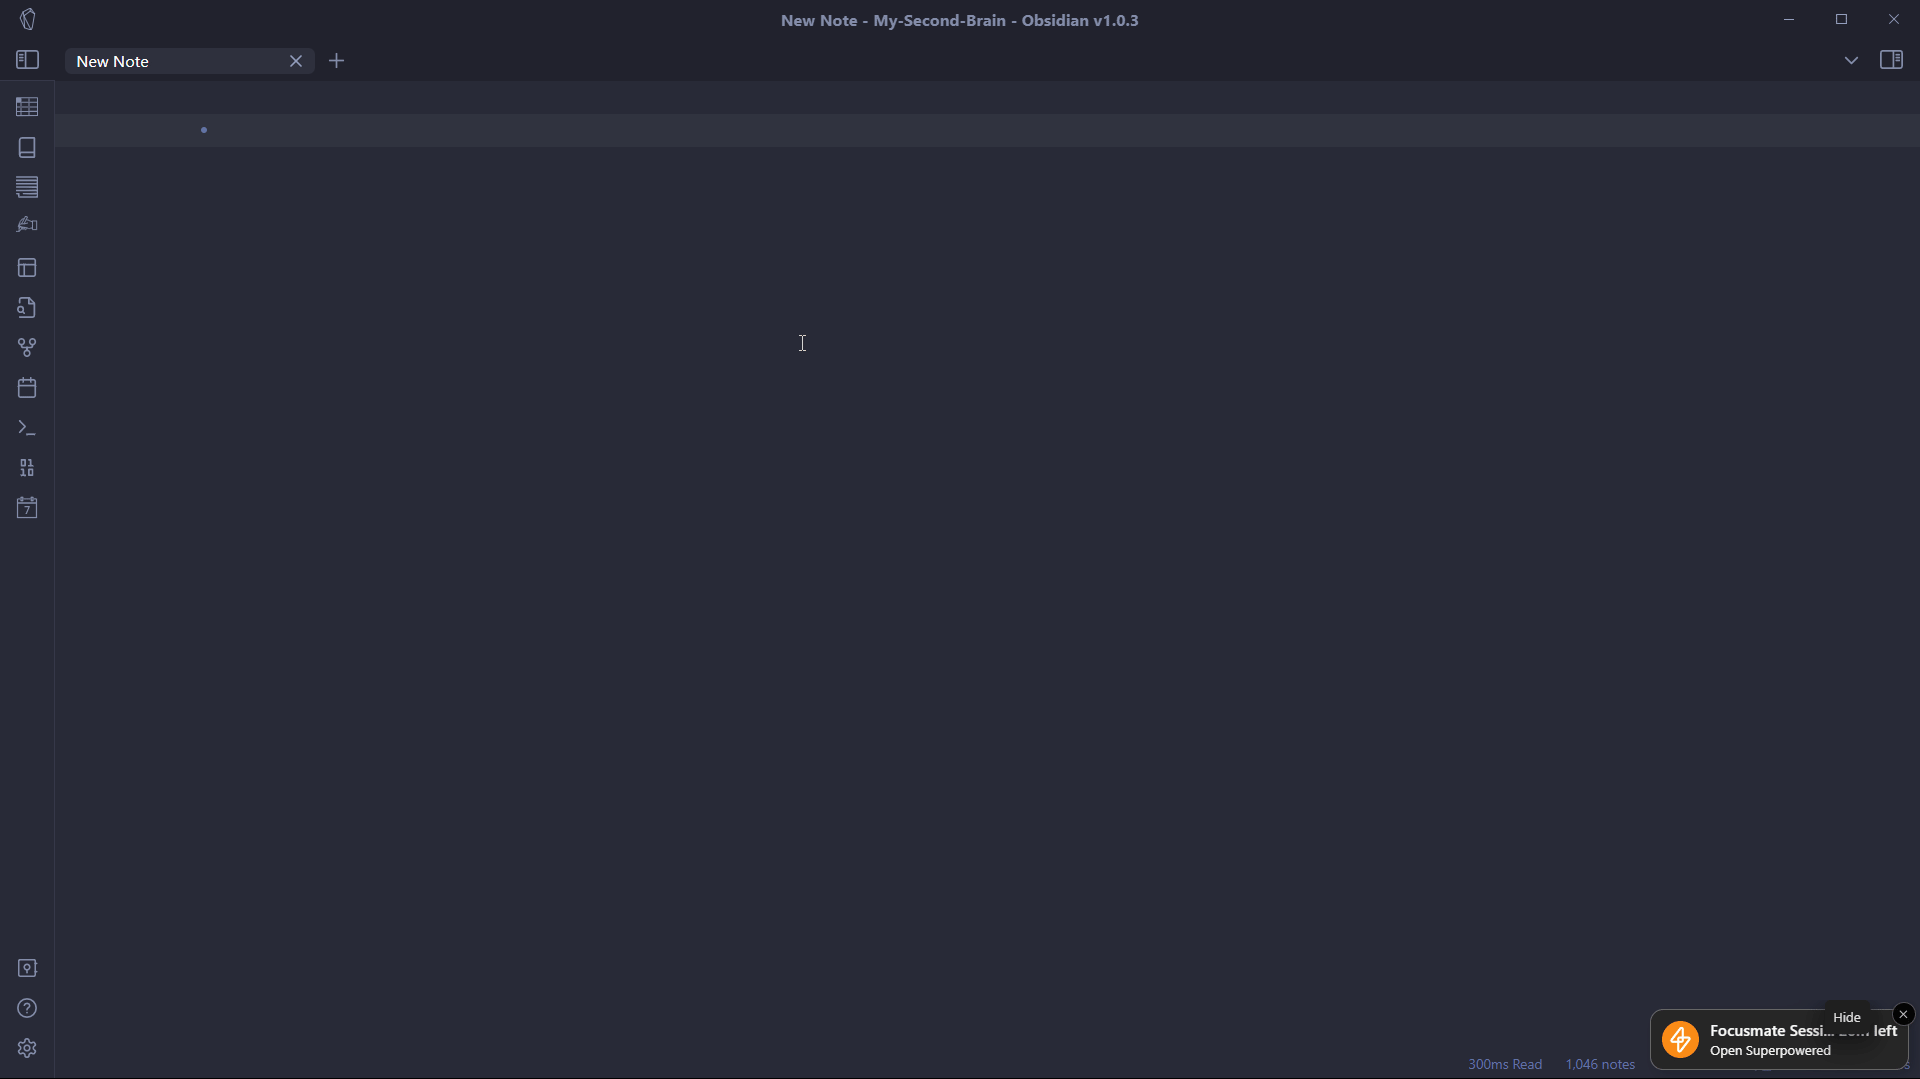 New Note - My-Second-Brain - Obsidian v1.0.3
New Note
7
Hide
Focusmate Sessi... left
Open Superpowered
300ms Read 1,046 notes